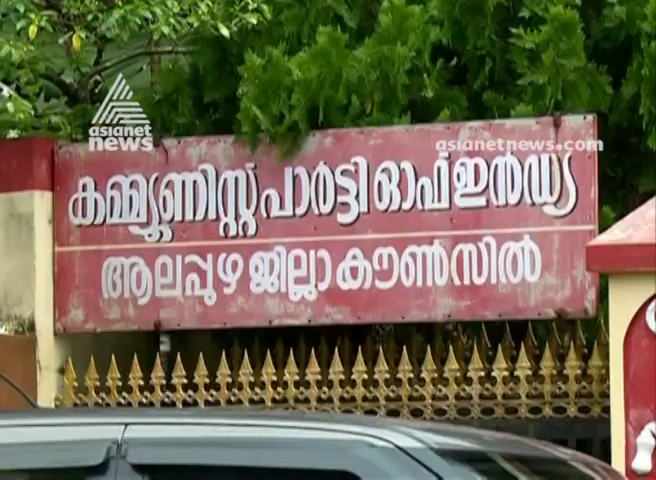 asianet
news
asianetnews.com
കമ്മ്യൂണിസ്റ്റ് പാർട്ടി ഓഫ് ഇൻഡ്യ
ആലപ്പുഴ ജില്ലാ കൗൺസിൽ